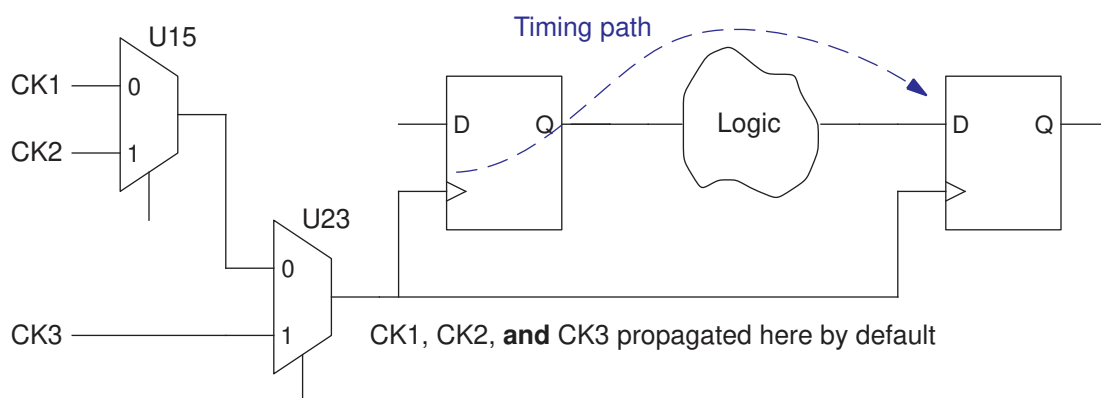 Timing path
U15
CK1
0
CK2
1
D
Q
Logic
D
Q
U23
0
CK3
1
CK1, CK2, and CK3 propagated here by default